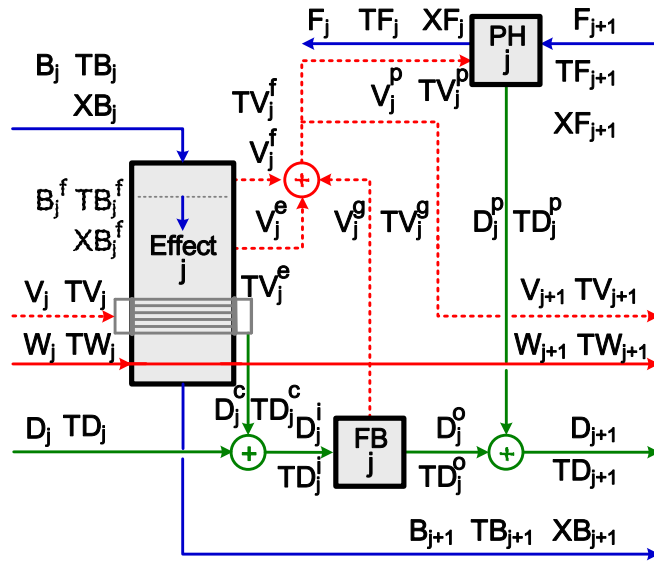 F_j TF_j XF_j PH j F_{j+1}
B_j TB_j
XB_j
TV_j^f V_j^p TV_j^p TF_{j+1}
XF_{j+1}
V_j^f
B_j^f TB_j^f
XB_j^f
V_j^e V_j^g TV_j^g D_j^p TD_j^p
Effect
j
TV_j^e
V_j TV_j V_{j+1} TV_{j+1}
W_j TW_j W_{j+1} TW_{j+1}
D_j^c TD_j^c
D_j TD_j D_j^i FB j D_j^o D_{j+1}
TD_j^i TD_j^o TD_{j+1}
B_{j+1} TB_{j+1} XB_{j+1}